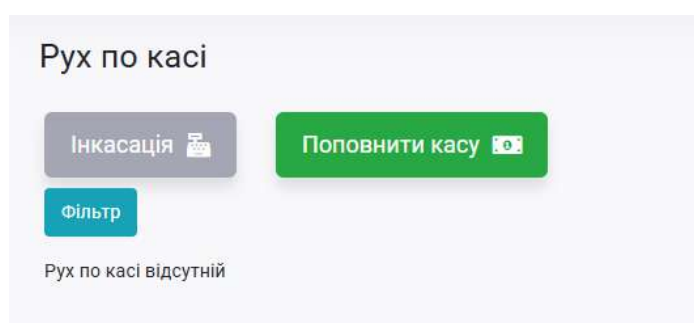 Рух по касі
Інкасація
Поповнити касу
Фільтр
Рух по касі відсутній